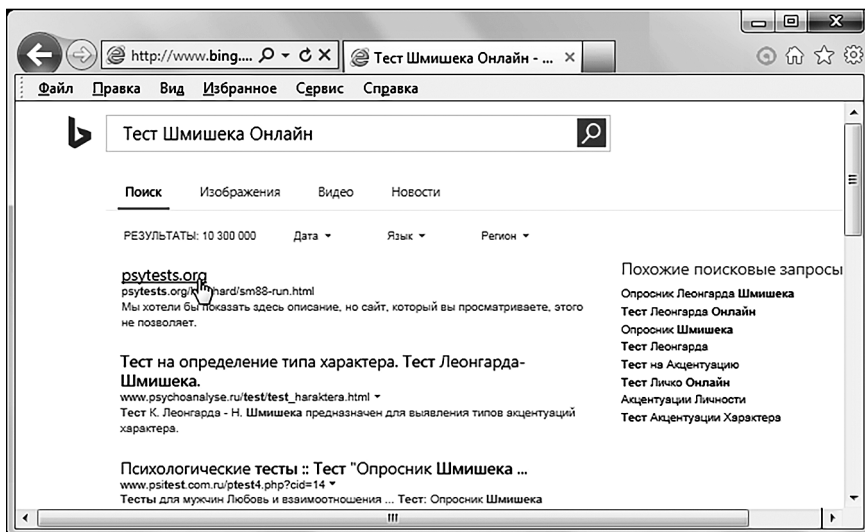 http://www.bing....
Тест Шмишека Онлайн - ...
Файл Правка Вид Избранное Сервис Справка
Тест Шмишека Онлайн
Поиск Изображения Видео Новости
РЕЗУЛЬТАТЫ: 10 300 000 Дата Язык Регион
psytests.org
psytests.org/ hard/sm88-run.html
Мы хотели бы показать здесь описание, но сайт, который вы просматриваете, этого
не позволяет.
Тест на определение типа характера. Тест Леонгарда-
Шмишека.
www.psychoanalyse.ru/test/test_haraktera.html
Тест К. Леонгарда - Н. Шмишека предназначен для выявления типов акцентуаций
характера.
Психологические тесты :: Тест "Опросник Шмишека ...
www.psitest.com.ru/ptest4.php?cid=14
Тесты для мужчин Любовь и взаимоотношения ... Тест: Опросник Шмишека
Похожие поисковые запросы
Опросник Леонгарда Шмишека
Тест Леонгарда Онлайн
Опросник Шмишека
Тест Леонгарда
Тест на Акцентуацию
Тест Личко Онлайн
Акцентуации Личности
Тест Акцентуации Характера